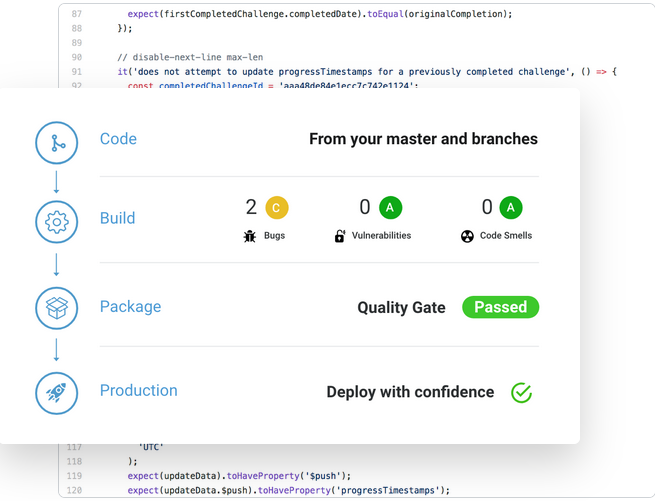 87 expect(firstCompletedChallenge.completedDate).toEqual(originalCompletion);
88 });
89
90 // disable-next-line max-len
91 it('does not attempt to update progressTimestamps for a previously completed challenge', () => {
92 const completedChallengeId = 'aaa48de84e1ecc7c742e1124';
Code From your master and branches
Build 2 C 0 A 0 A
Bugs Vulnerabilities Code Smells
Package Quality Gate Passed
Production Deploy with confidence
117 'UTC'
118 );
119 expect(updateData).toHaveProperty('$push');
120 expect(updateData.$push).toHaveProperty('progressTimestamps');